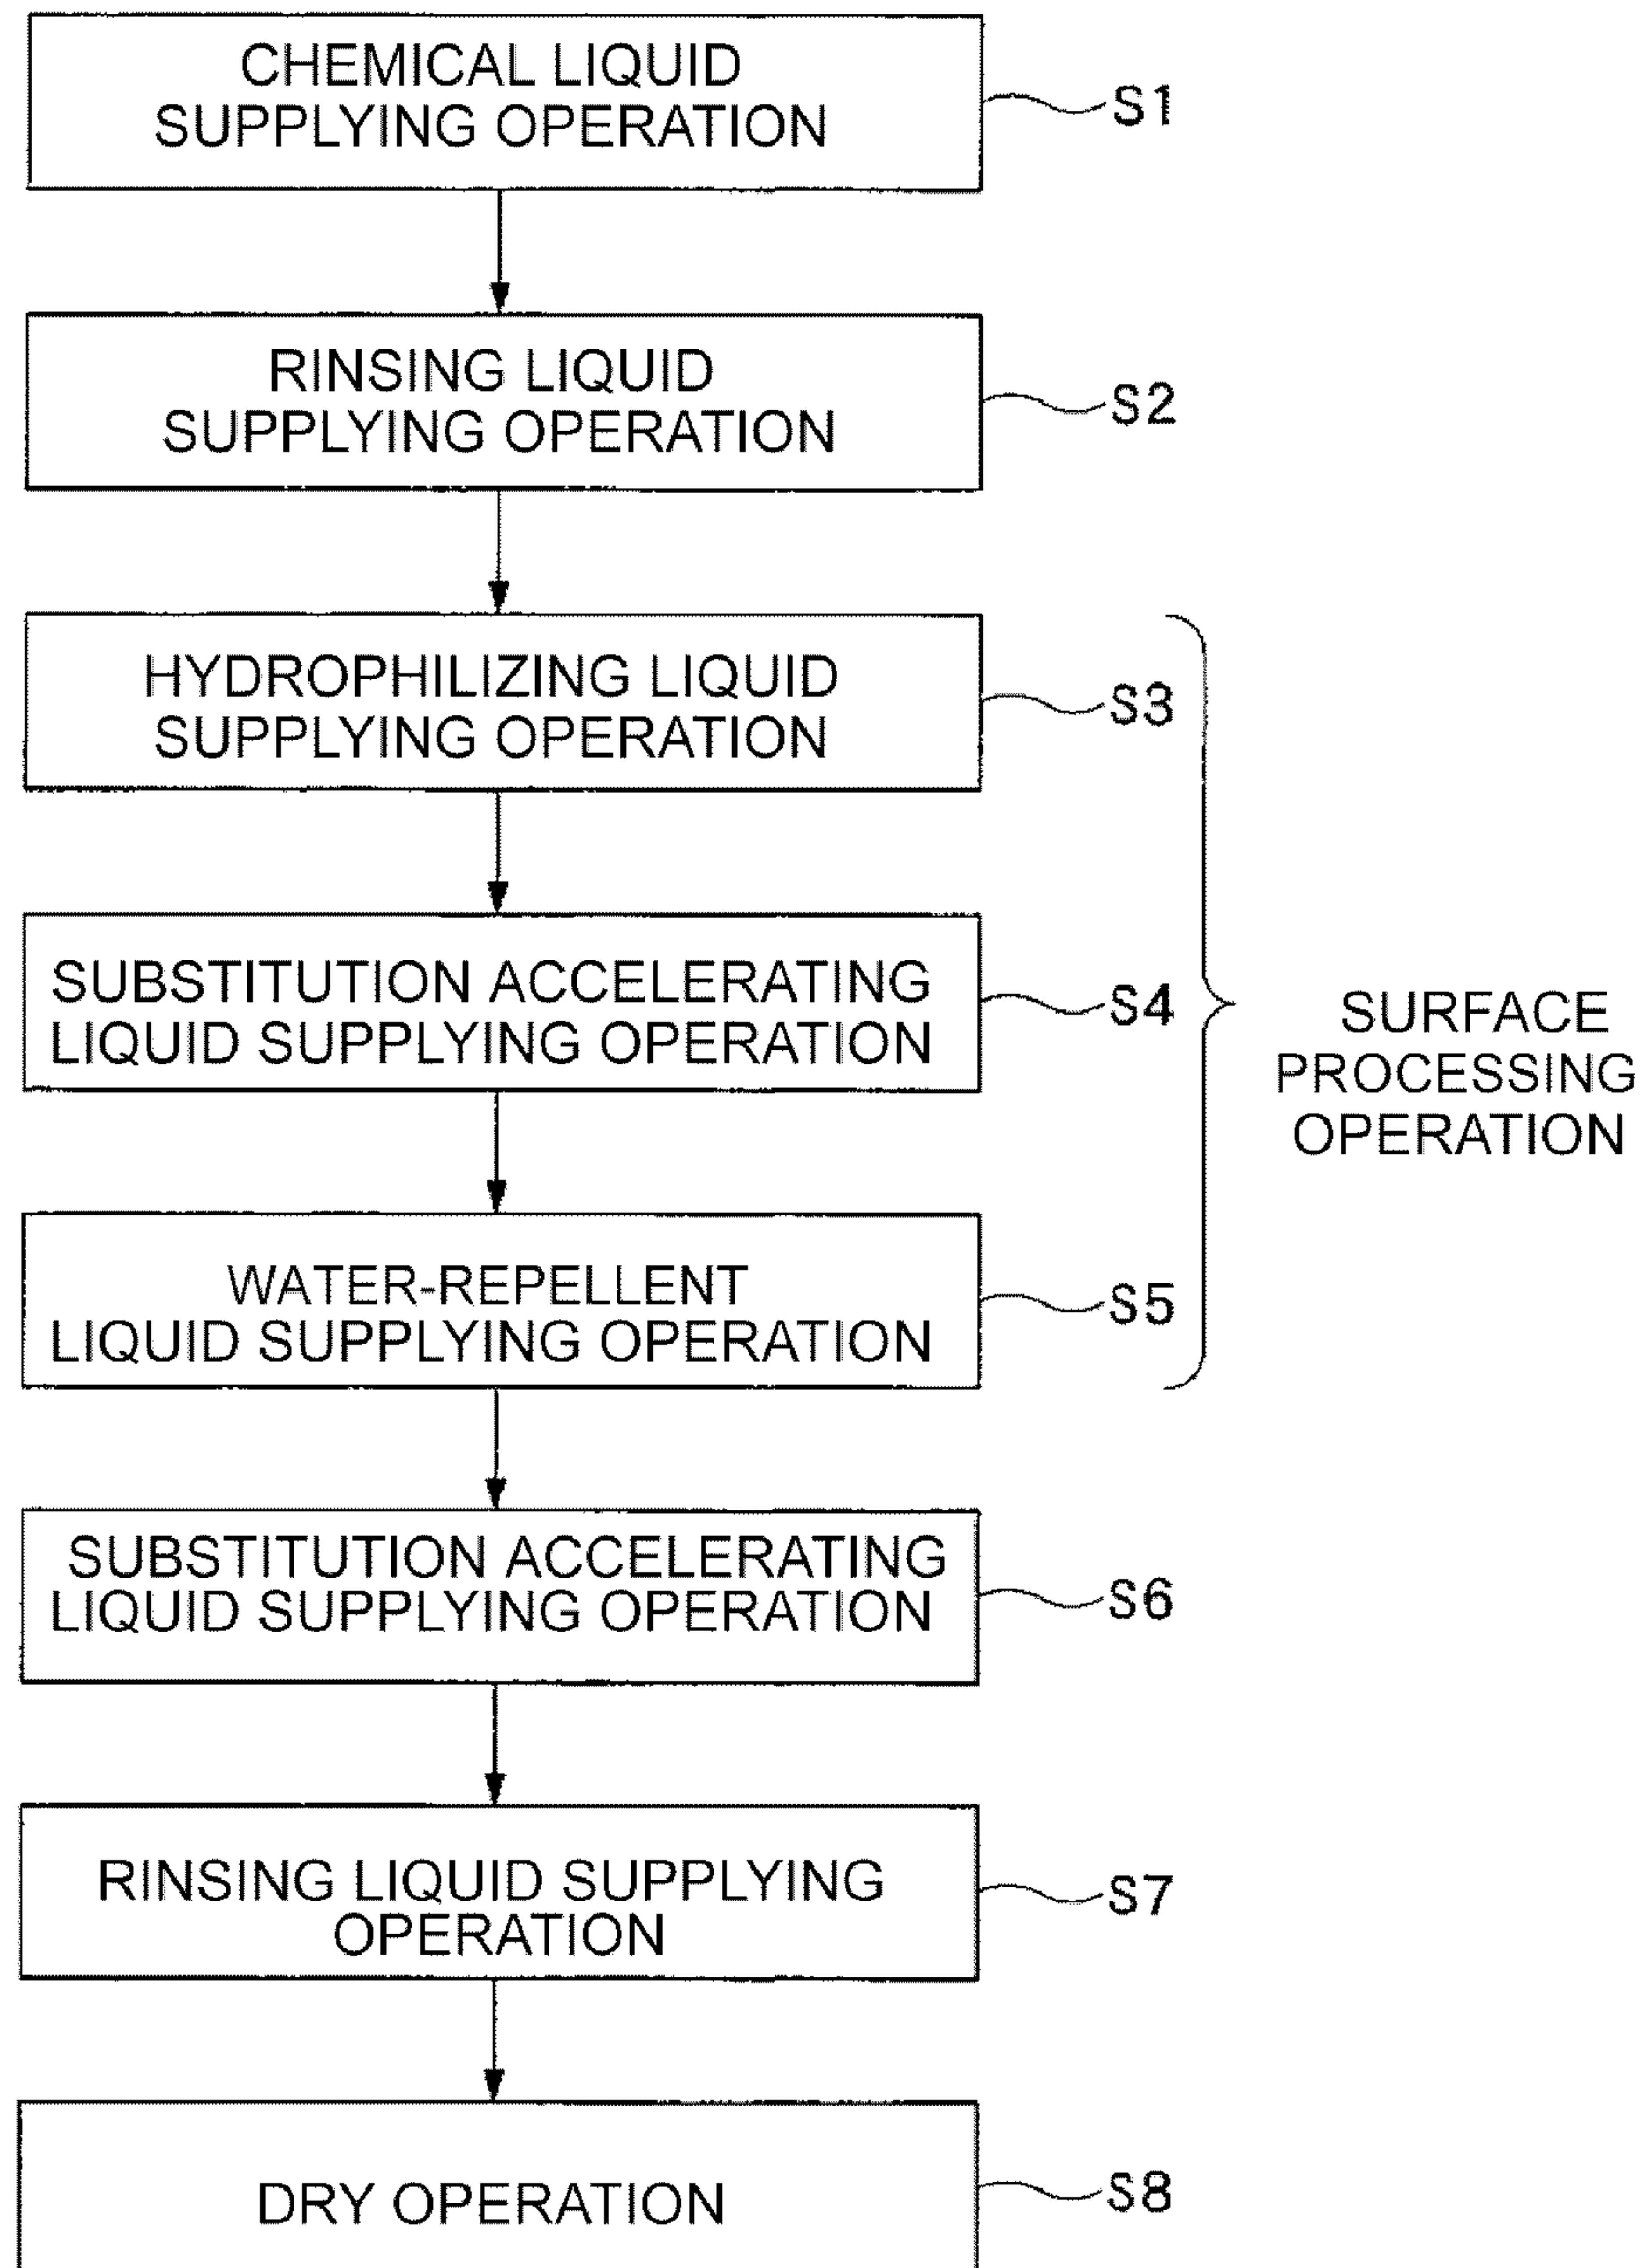 CHEMICAL LIQUID
SUPPLYING OPERATION
S1
RINSING LIQUID
SUPPLYING OPERATION
S2
HYDROPHILIZING LIQUID
SUPPLYING OPERATION
S3
SUBSTITUTION ACCELERATING
LIQUID SUPPLYING OPERATION
S4
WATER-REPELLENT
LIQUID SUPPLYING OPERATION
S5
SURFACE
PROCESSING
OPERATION
SUBSTITUTION ACCELERATING
LIQUID SUPPLYING OPERATION
S6
RINSING LIQUID SUPPLYING
OPERATION
S7
DRY OPERATION
S8